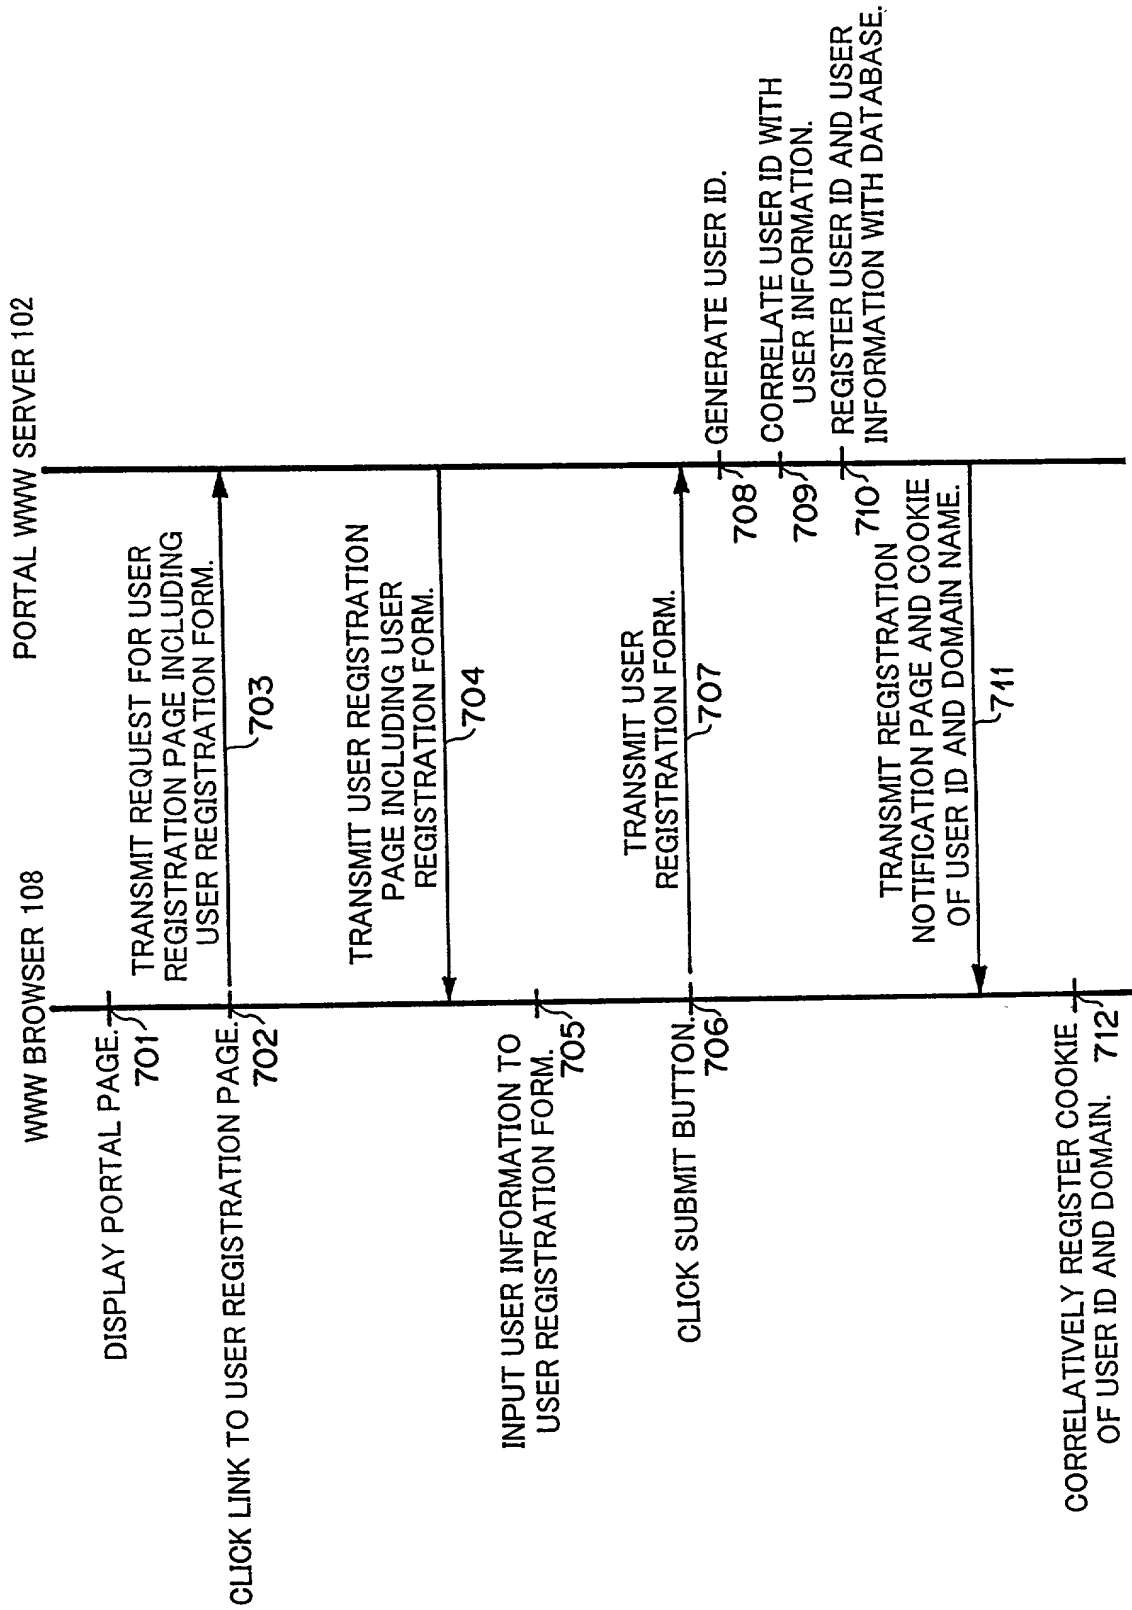 WWW BROWSER 108
PORTAL WWW SERVER 102
DISPLAY PORTAL PAGE.
701
CLICK LINK TO USER REGISTRATION PAGE.
702
TRANSMIT REQUEST FOR USER
REGISTRATION PAGE INCLUDING
USER REGISTRATION FORM.
703
TRANSMIT USER REGISTRATION
PAGE INCLUDING USER
REGISTRATION FORM.
704
INPUT USER INFORMATION TO
USER REGISTRATION FORM.
705
CLICK SUBMIT BUTTON.
706
TRANSMIT USER
REGISTRATION FORM.
707
GENERATE USER ID.
708
CORRELATE USER ID WITH
USER INFORMATION.
709
REGISTER USER ID AND USER
INFORMATION WITH DATABASE.
710
TRANSMIT REGISTRATION
NOTIFICATION PAGE AND COOKIE
OF USER ID AND DOMAIN NAME.
711
CORRELATIVELY REGISTER COOKIE
OF USER ID AND DOMAIN.
712